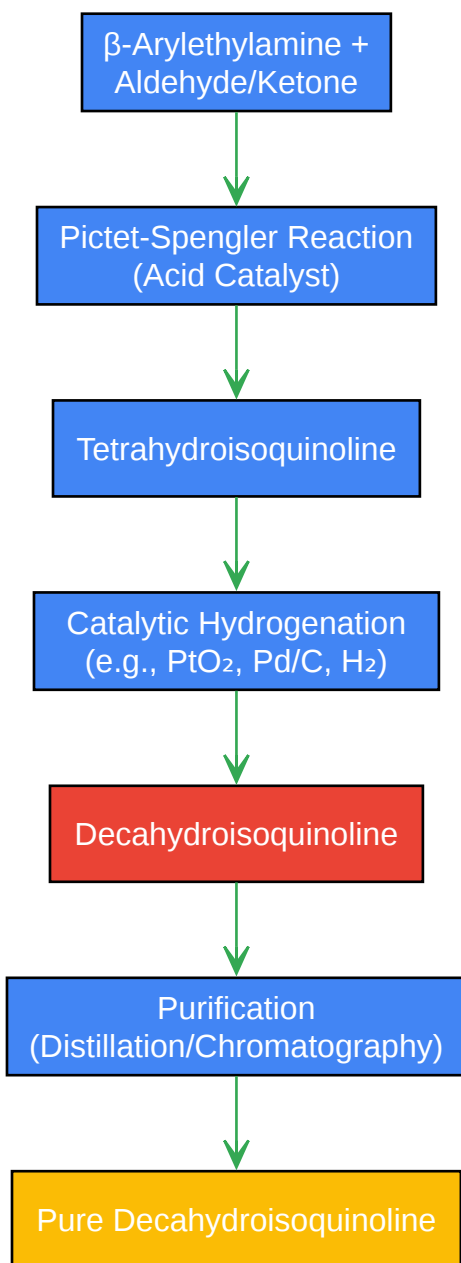 β-Arylethylamine +
Aldehyde/Ketone
Pictet-Spengler Reaction
(Acid Catalyst)
Tetrahydroisoquinoline
Catalytic Hydrogenation
(e.g., PtO₂, Pd/C, H₂)
Decahydroisoquinoline
Purification
(Distillation/Chromatography)
Pure Decahydroisoquinoline